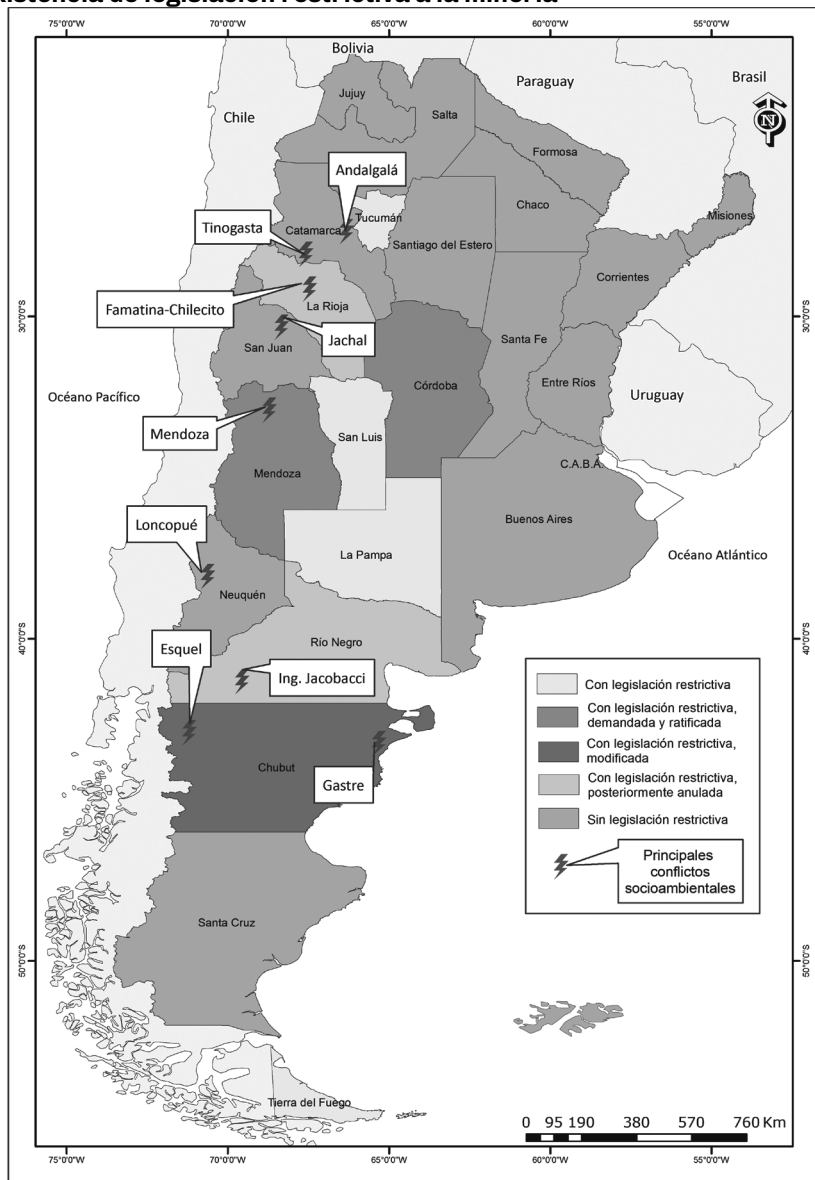 xistencia de legislación restrictiva a la minería
75°0'0"W 70°0'0"W 65°0'0"W 60°0'0"W 55°0'0"W
Bolivia
Paraguay
Brasil
Chile
N
Jujuy
Salta
Formosa
Andalgalá
Chaco
Tucumán
Misiones
Tinogasta
Catamarca
Santiago del Estero
Corrientes
Famatina-Chilecito
La Rioja
30°0'0"S
30°0'0"S
Jachal
San Juan
Santa Fe
Entre Ríos
Córdoba
Uruguay
Océano Pacífico
Mendoza
San Luis
Mendoza
C.A.B.A.
Loncopué
Buenos Aires
La Pampa
Océano Atlántico
Neuquén
40°0'0"S
40°0'0"S
Río Negro
Esquel
Ing. Jacobacci
Chubut
Gastre
Con legislación restrictiva
Con legislación restrictiva,
demandada y ratificada
Con legislación restrictiva,
modificada
Con legislación restrictiva,
posteriormente anulada
Sin legislación restrictiva
Principales
conflictos
socioambientales
Santa Cruz
50°0'0"S
50°0'0"S
Tierra del Fuego
0 95 190 380 570 760 Km
75°0'0"W 70°0'0"W 65°0'0"W 60°0'0"W 55°0'0"W